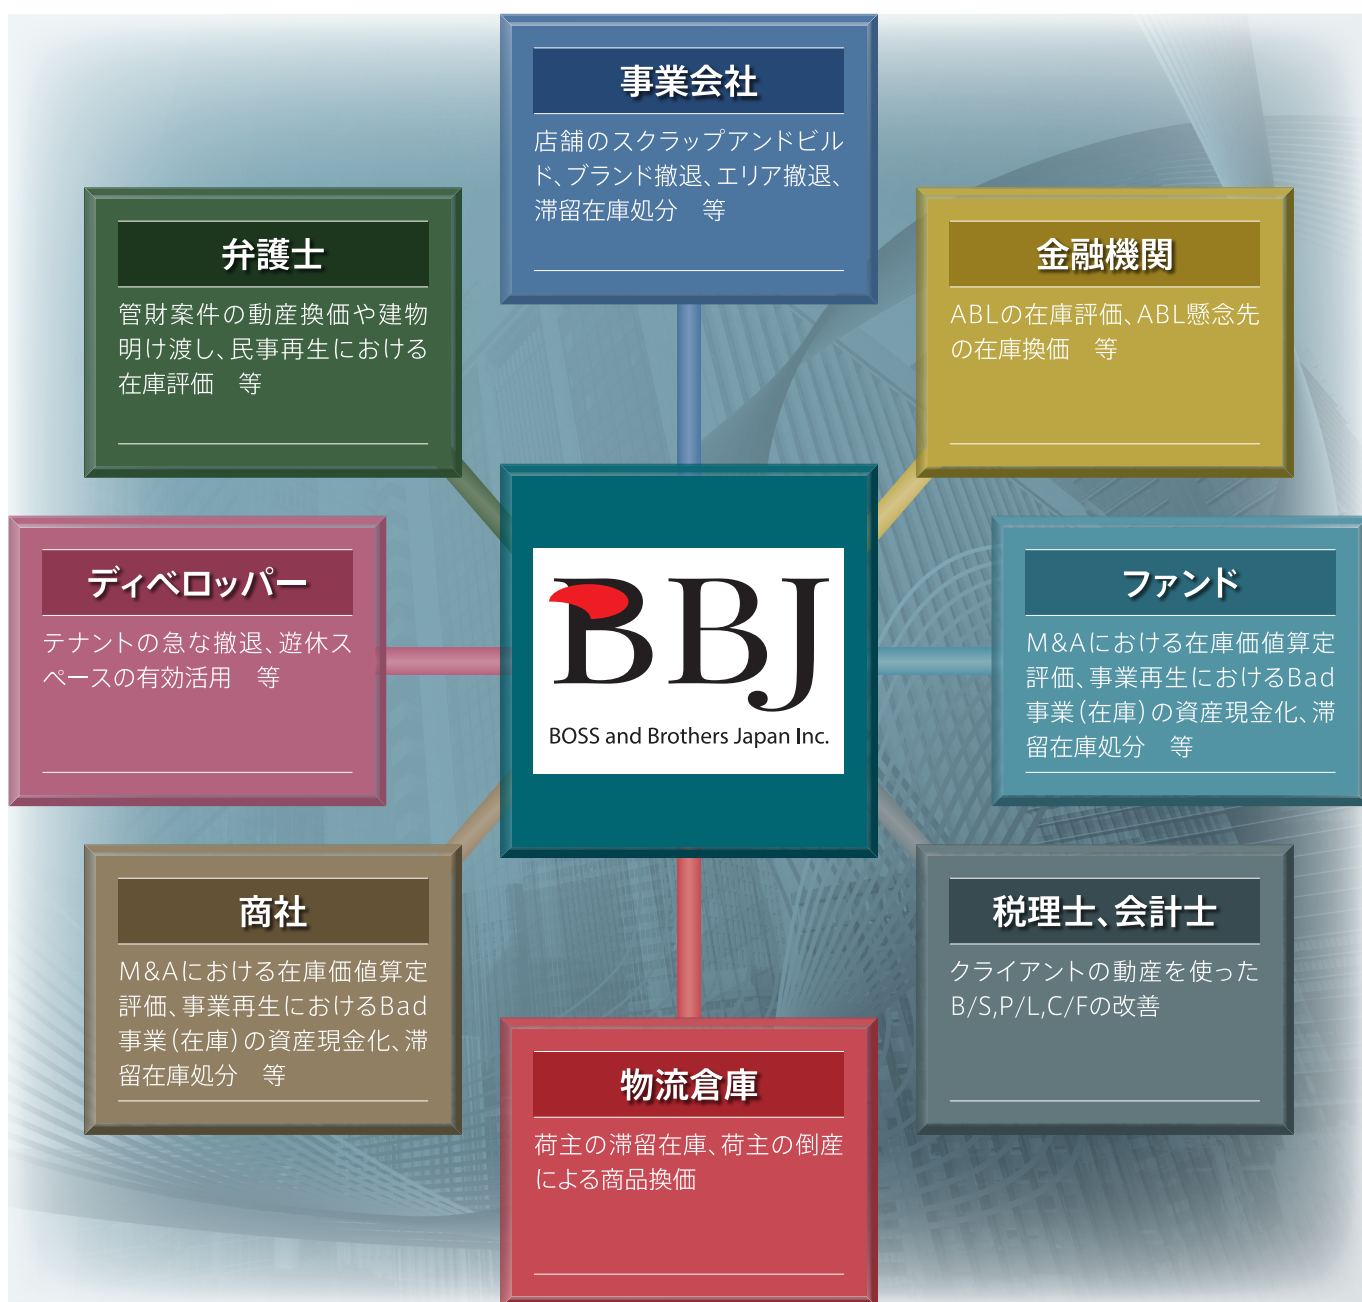 事業会社
店舗のスクラップアンドビル
ド、ブランド撤退、エリア撤退、
滞留在庫処分　等
弁護士
管財案件の動産換価や建物
明け渡し、民事再生における
在庫評価　等
金融機関
ABLの在庫評価、ABL懸念先
の在庫換価　等
ディベロッパー
テナントの急な撤退、遊休ス
ペースの有効活用　等
BBJ
BOSS and Brothers Japan Inc.
ファンド
M&Aにおける在庫価値算定
評価、事業再生におけるBad
事業(在庫)の資産現金化、滞
留在庫処分　等
商社
M&Aにおける在庫価値算定
評価、事業再生におけるBad
事業(在庫)の資産現金化、滞
留在庫処分　等
税理士、会計士
クライアントの動産を使った
B/S,P/L,C/Fの改善
物流倉庫
荷主の滞留在庫、荷主の倒産
による商品換価